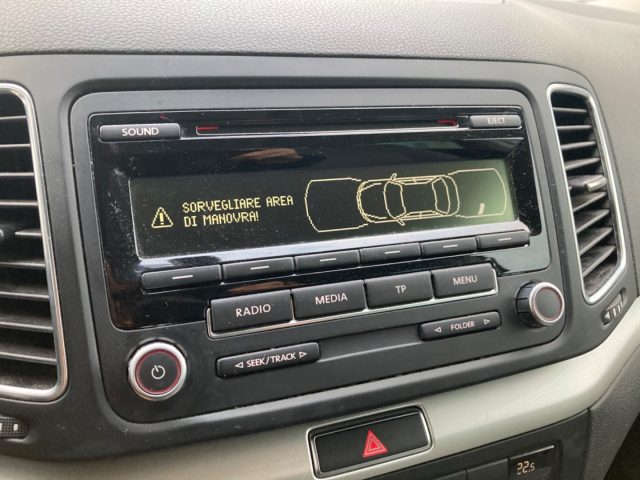 SOUND
EJECT
SORVEGLIARE AREA
DI MANOVRA!
RADIO
MEDIA
TP
MENU
SEEK/TRACK
FOLDER
22.5